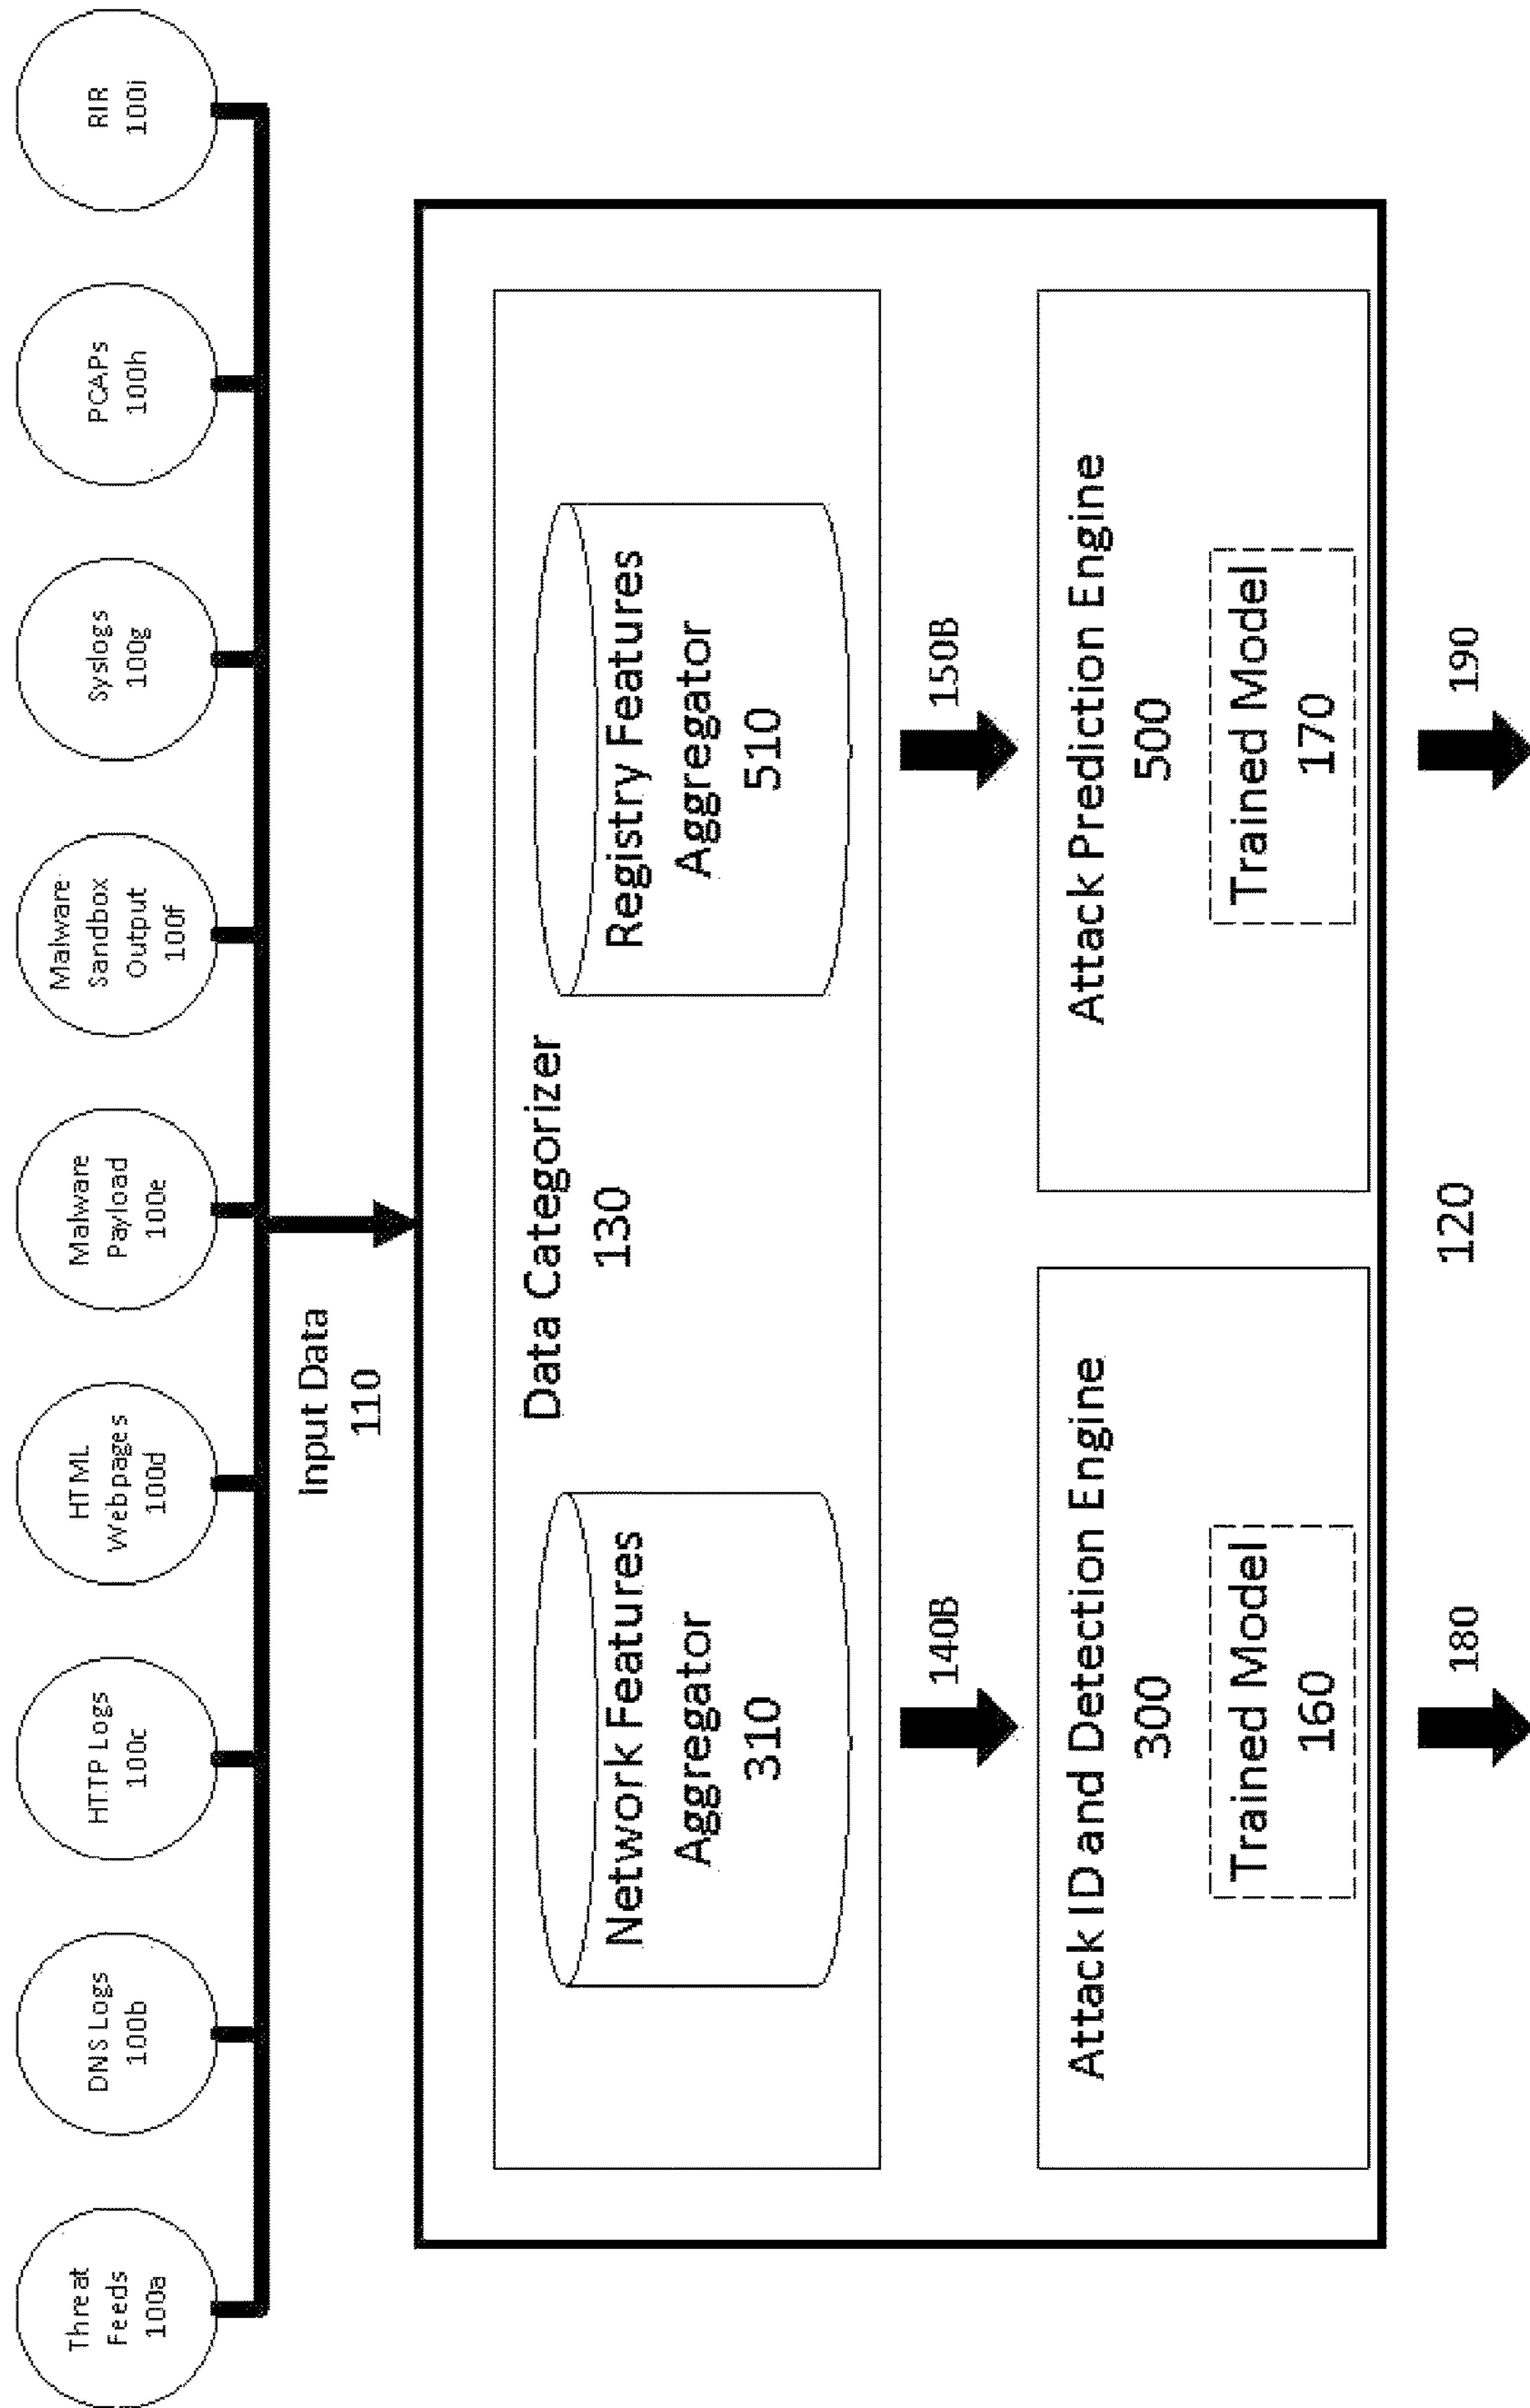 Threat
Feeds
100a
DNS Logs
100b
HTTP Logs
100c
HTML
Webpages
100d
Malware
Payload
100e
Malware
Sandbox
Output
100f
Syslogs
100g
PCAPs
100h
RIR
100i
Input Data
110
Data Categorizer
130
Network Features
Aggregator
310
Registry Features
Aggregator
510
140B
150B
Attack ID and Detection Engine
300
Trained Model
160
Attack Prediction Engine
500
Trained Model
170
120
180
190